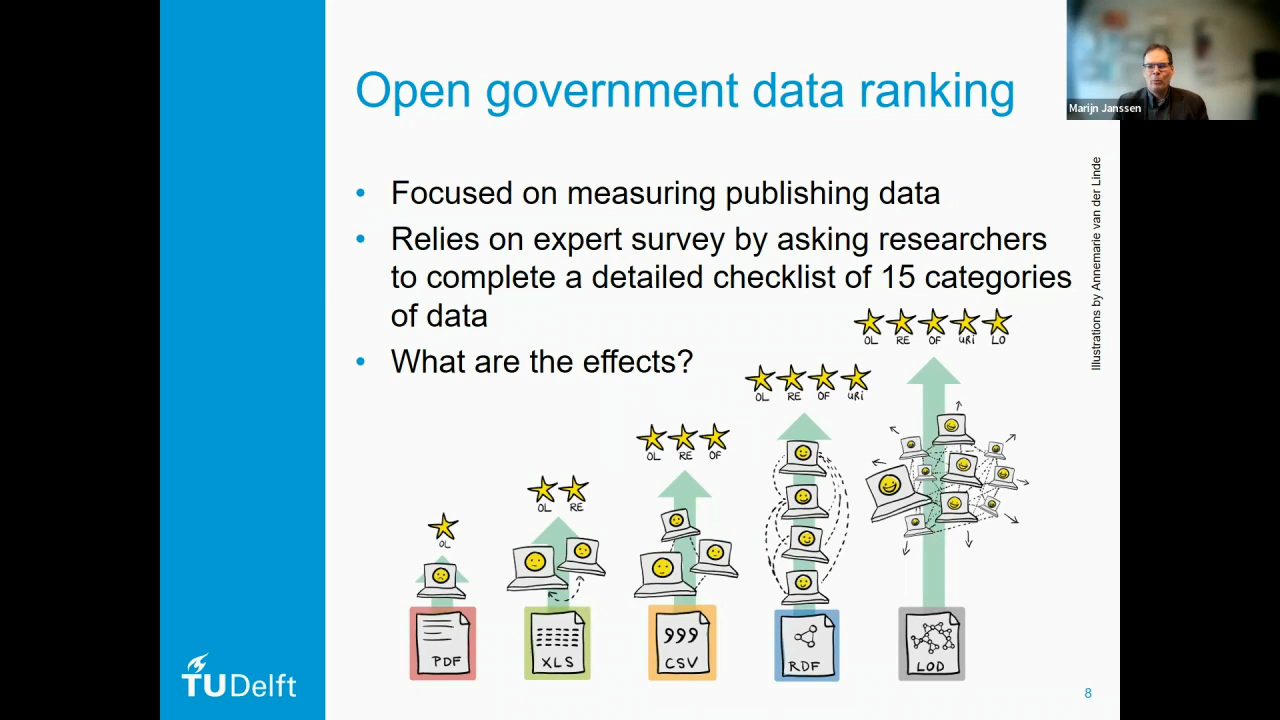 Open government data ranking
Marijn Janssen
Illustrations by Annemarie van der Linde
• Focused on measuring publishing data
• Relies on expert survey by asking researchers
to complete a detailed checklist of 15 categories
of data
• What are the effects?
OL RE OF URi LO
OL RE OF URi
OL RE OF
OL RE
OL
PDF
XLS
,,,
CSV
RDF
LOD
TUDelft
8